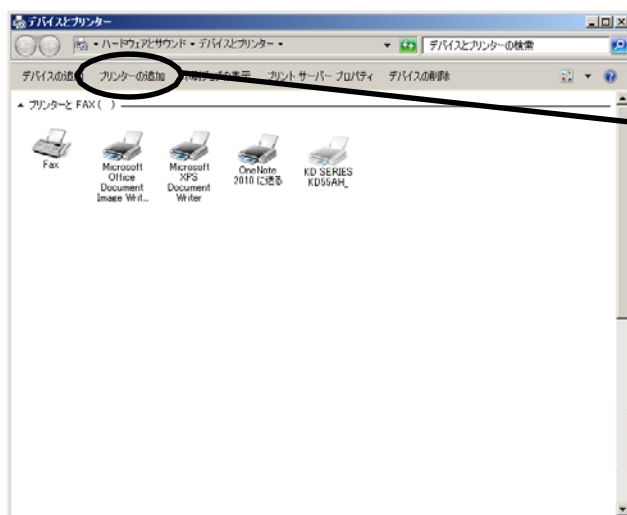 デバイスとプリンター
▪ ハードウェアとサウンド ▪ デバイスとプリンター ▪
デバイスとプリンターの検索
デバイスの追 プリンターの追加 の表示 プリント サーバー プロパティ デバイスの削除
プリンターと FAX ( )
Fax
Microsoft
Office
Document
Image Writ...
Microsoft
XPS
Document
Writer
OneNote
2010 に送る
KD SERIES
KD55AH_